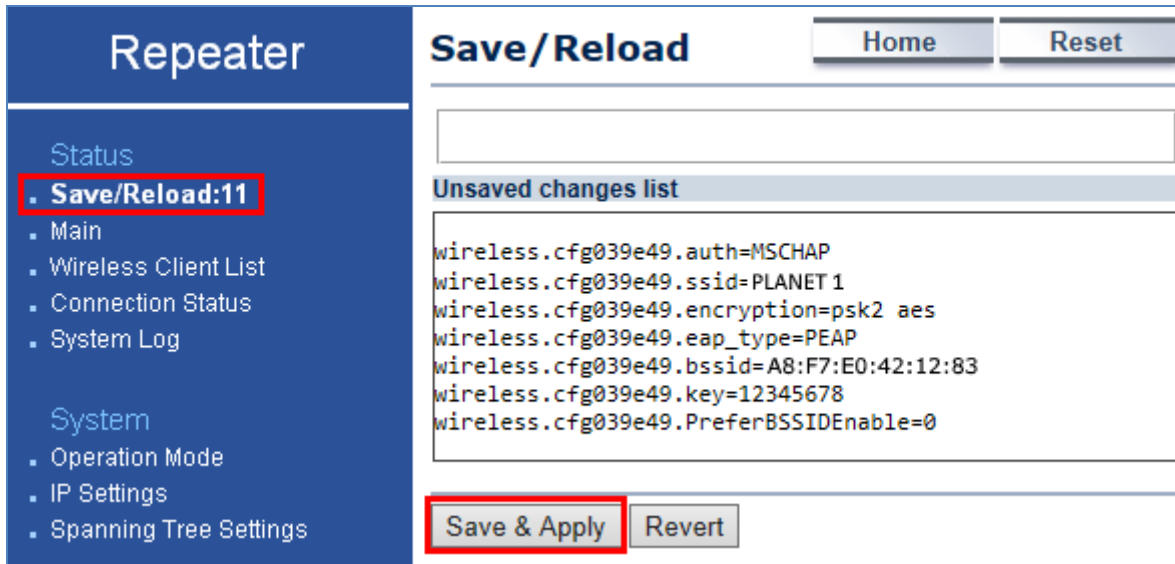 Repeater
Status
Save/Reload:11
Main
Wireless Client List
Connection Status
System Log
System
Operation Mode
IP Settings
Spanning Tree Settings
Save/Reload
Home
Reset
Unsaved changes list
wireless.cfg039e49.auth=MSCHAP
wireless.cfg039e49.ssid=PLANET 1
wireless.cfg039e49.encryption=psk2 aes
wireless.cfg039e49.eap_type=PEAP
wireless.cfg039e49.bssid=A8:F7:E0:42:12:83
wireless.cfg039e49.key=12345678
wireless.cfg039e49.PreferBSSIDEnable=0
Save & Apply
Revert